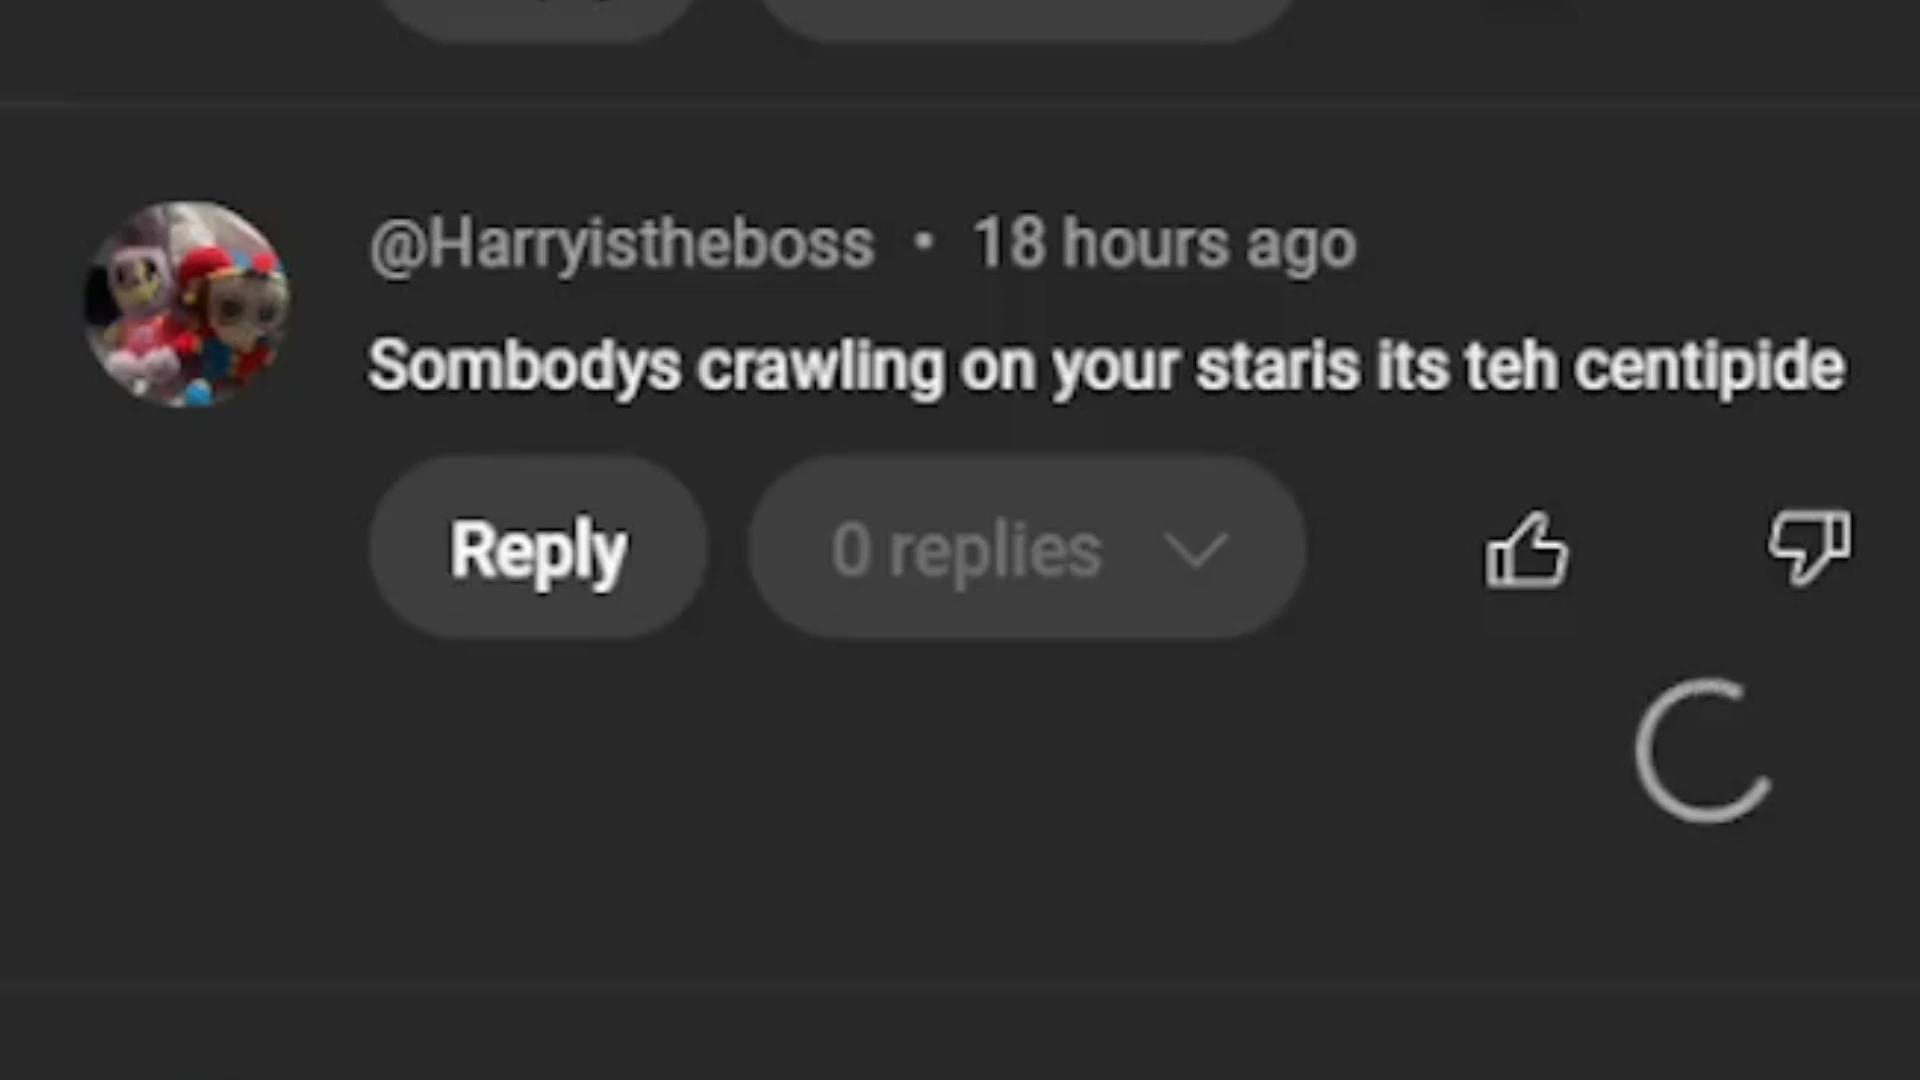 @Harryistheboss • 18 hours ago
Sombodys crawling on your staris its teh centipide
Reply 0 replies